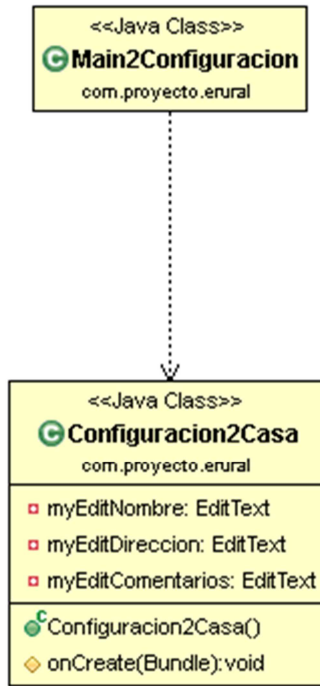 <<Java Class>>
Main2Configuracion
com.proyecto.erural
<<Java Class>>
Configuracion2Casa
com.proyecto.erural
myEditNombre: EditText
myEditDireccion: EditText
myEditComentarios: EditText
Configuracion2Casa()
onCreate(Bundle):void